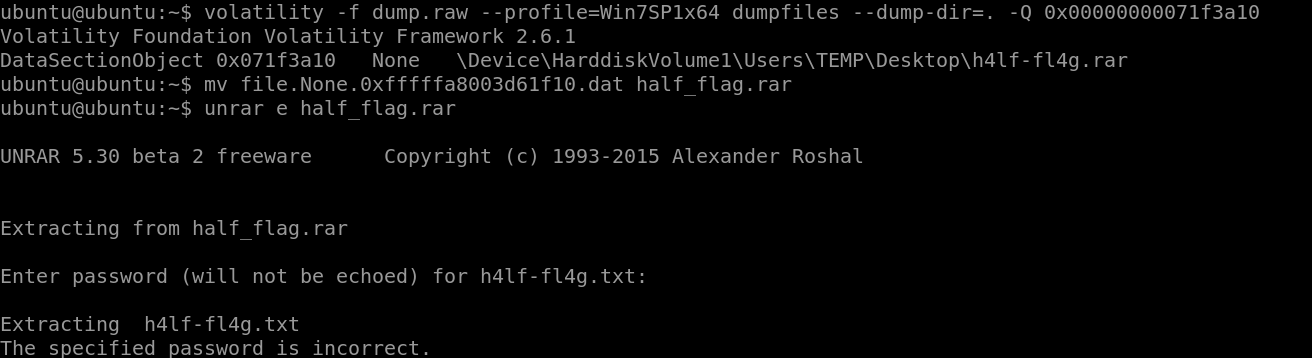 ubuntu@ubuntu:~$ volatility -f dump.raw --profile=Win7SP1x64 dumpfiles --dump-dir=. -Q 0x00000000071f3a10
Volatility Foundation Volatility Framework 2.6.1
DataSectionObject 0x071f3a10   None   \Device\HarddiskVolume1\Users\TEMP\Desktop\h4lf-fl4g.rar
ubuntu@ubuntu:~$ mv file.None.0xfffffa8003d61f10.dat half_flag.rar
ubuntu@ubuntu:~$ unrar e half_flag.rar
UNRAR 5.30 beta 2 freeware      Copyright (c) 1993-2015 Alexander Roshal
Extracting from half_flag.rar
Enter password (will not be echoed) for h4lf-fl4g.txt:
Extracting  h4lf-fl4g.txt
The specified password is incorrect.